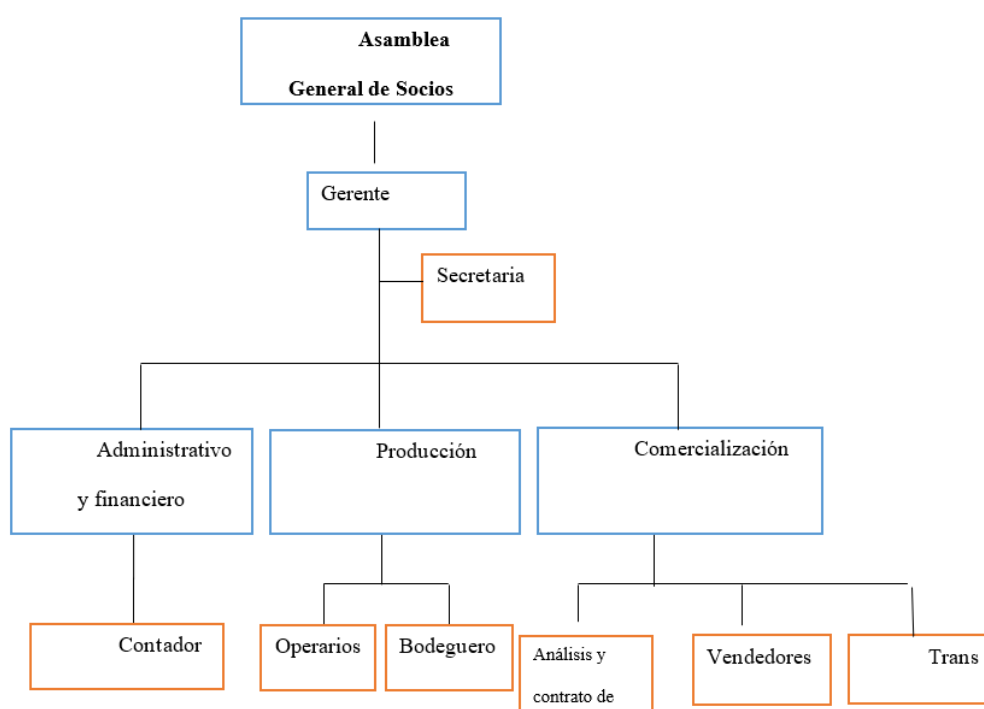 Asamblea
General de Socios
Gerente
Secretaria
Administrativo
y financiero
Producción
Comercialización
Contador
Operarios
Bodeguero
Análisis y
contrato de
Vendedores
Trans